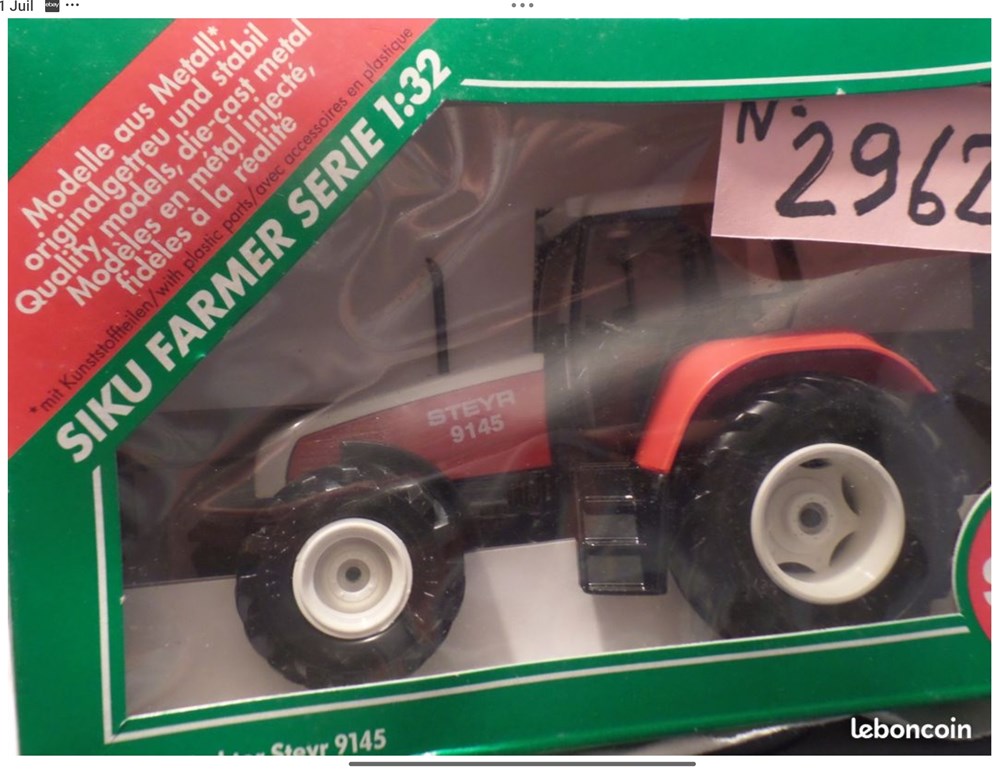 1 Juil
ebay
Modelle aus Metall*,
originalgetreu und stabil
Quality models, die-cast metal
Modèles en métal injecté,
fidèles à la réalité
*mit Kunststoffteilen/with plastic parts/avec accessoires en plastique
SIKU FARMER SERIE 1:32
N°
2962
STEYR
9145
Steyr 9145
leboncoin